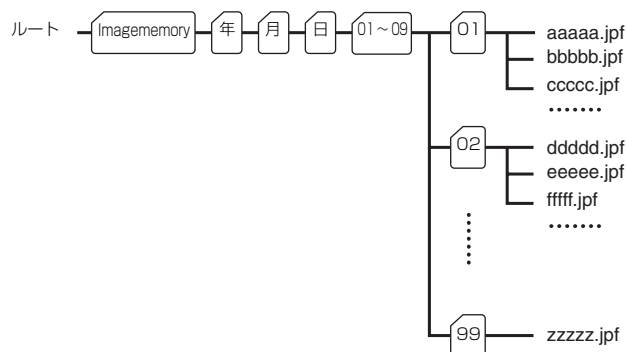 ルート Imagememory 年 月 日 01～09 01 aaaaa.jpf
bbbbb.jpf
ccccc.jpf
.......
02 ddddd.jpf
eeeee.jpf
fffff.jpf
.......
99 zzzzz.jpf